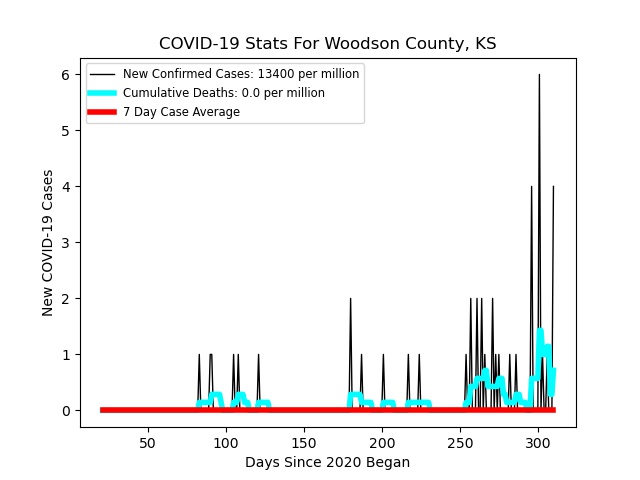 COVID-19 Stats For Woodson County, KS
New Confirmed Cases: 13400 per million
Cumulative Deaths: 0.0 per million
7 Day Case Average
New COVID-19 Cases
6
5
4
3
2
1
0
50 100 150 200 250 300
Days Since 2020 Began